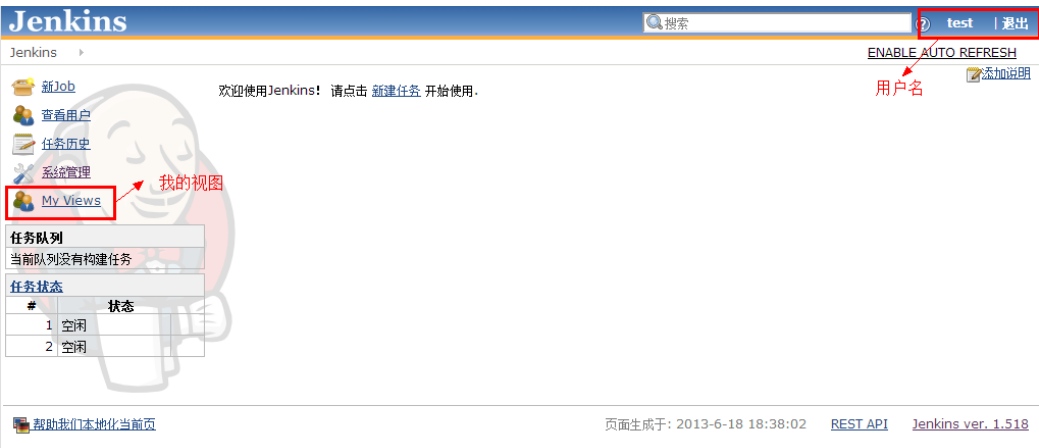 Jenkins
搜索
? test | 退出
Jenkins
ENABLE AUTO REFRESH
添加说明
用户名
新Job
欢迎使用Jenkins! 请点击 新建任务 开始使用.
查看用户
任务历史
系统管理
我的视图
My Views
任务队列
当前队列没有构建任务
任务状态
# 状态
1 空闲
2 空闲
帮助我们本地化当前页
页面生成于: 2013-6-18 18:38:02 REST API Jenkins ver. 1.518